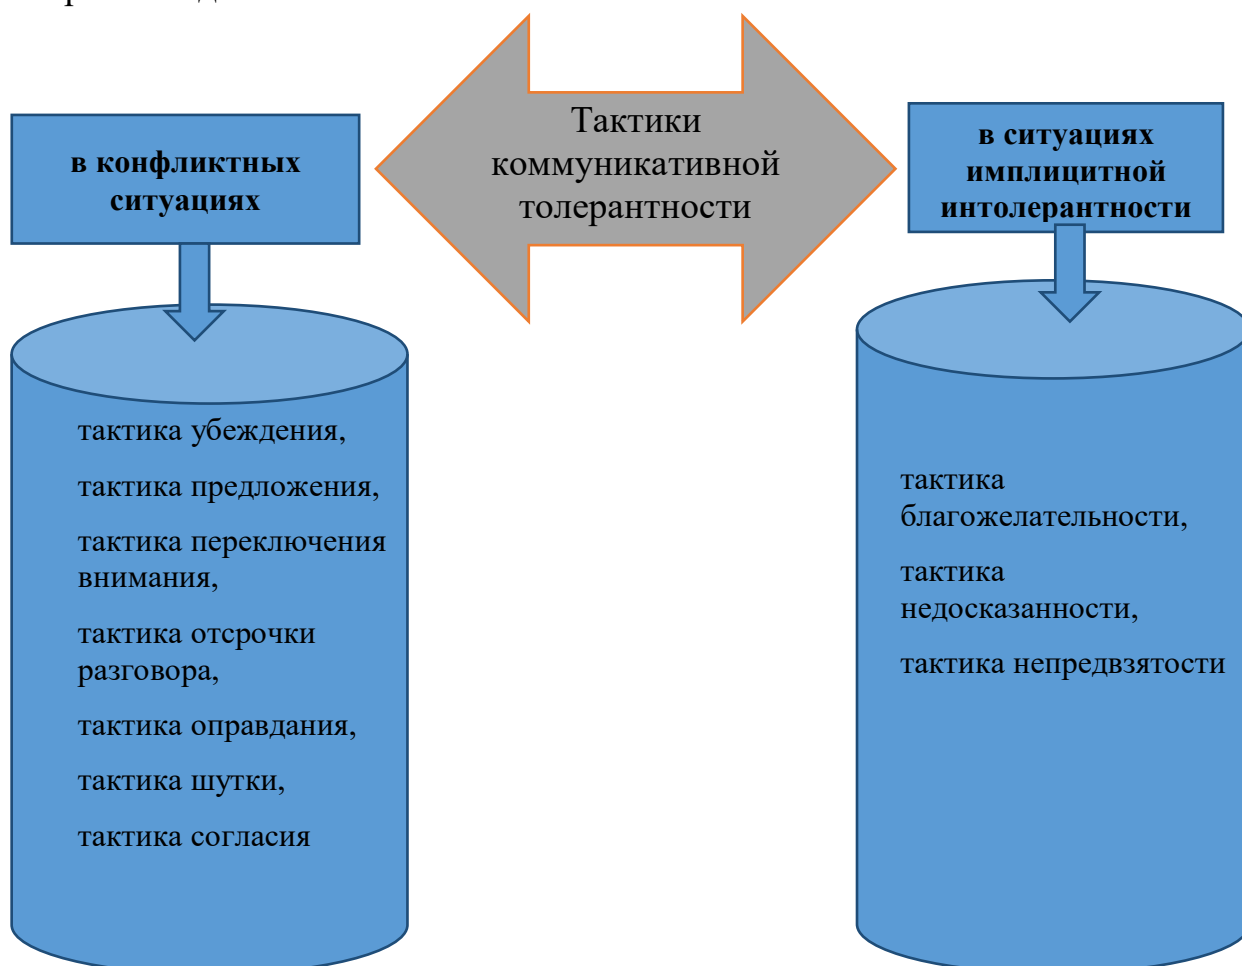 Тактики
коммуникативной
толерантности
в конфликтных
ситуациях
тактика убеждения,
тактика предложения,
тактика переключения
внимания,
тактика отсрочки
разговора,
тактика оправдания,
тактика шутки,
тактика согласия
в ситуациях
имплицитной
интолерантности
тактика
благожелательности,
тактика
недосказанности,
тактика непредвзятости